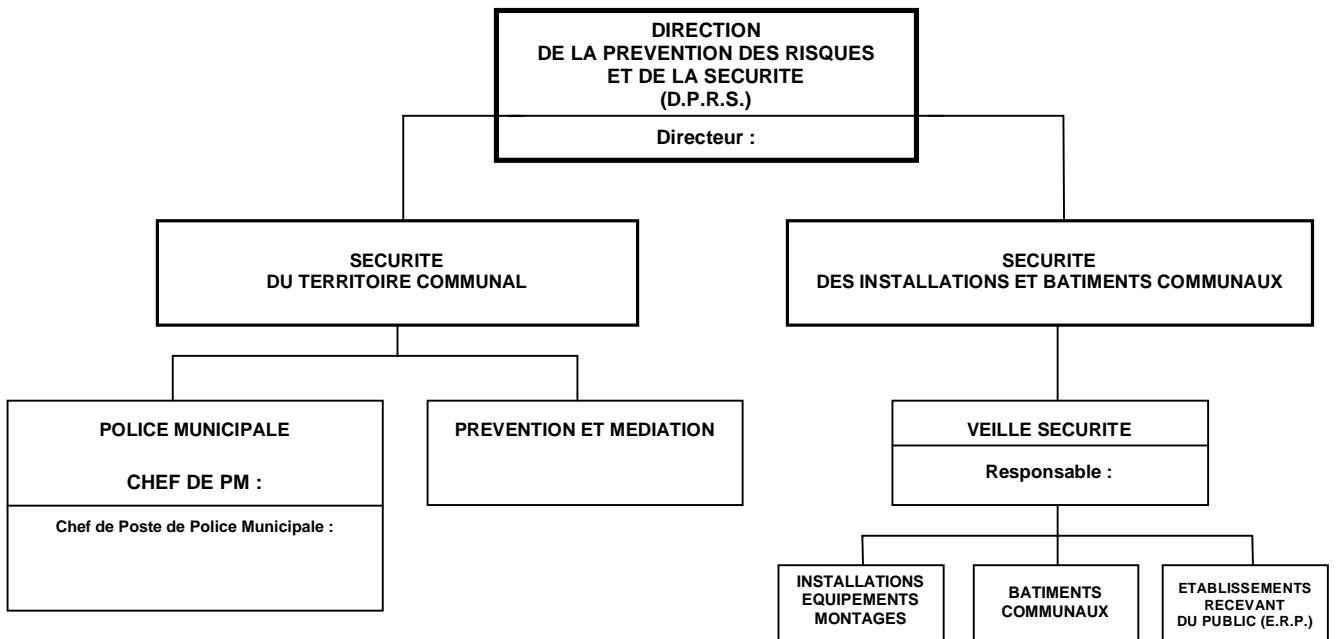 DIRECTION
DE LA PREVENTION DES RISQUES
ET DE LA SECURITE
(D.P.R.S.)
Directeur :
SECURITE
DU TERRITOIRE COMMUNAL
SECURITE
DES INSTALLATIONS ET BATIMENTS COMMUNAUX
POLICE MUNICIPALE
CHEF DE PM :
Chef de Poste de Police Municipale :
PREVENTION ET MEDIATION
VEILLE SECURITE
Responsable :
INSTALLATIONS
EQUIPEMENTS
MONTAGES
BATIMENTS
COMMUNAUX
ETABLISSEMENTS
RECEVANT
DU PUBLIC (E.R.P.)